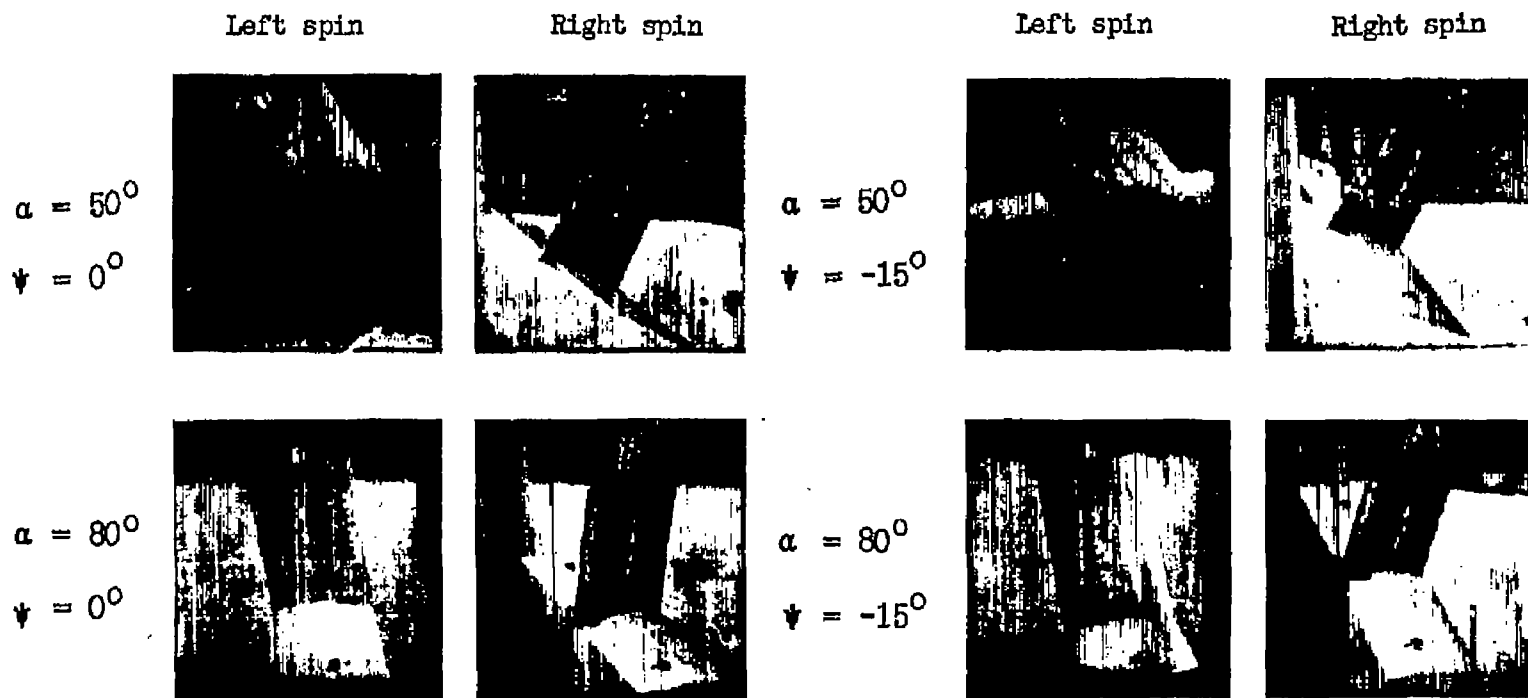 Left spin Right spin Left spin Right spin
α = 50° α = 50°
ψ = 0° ψ = -15°
α = 80° α = 80°
ψ = 0° ψ = -15°